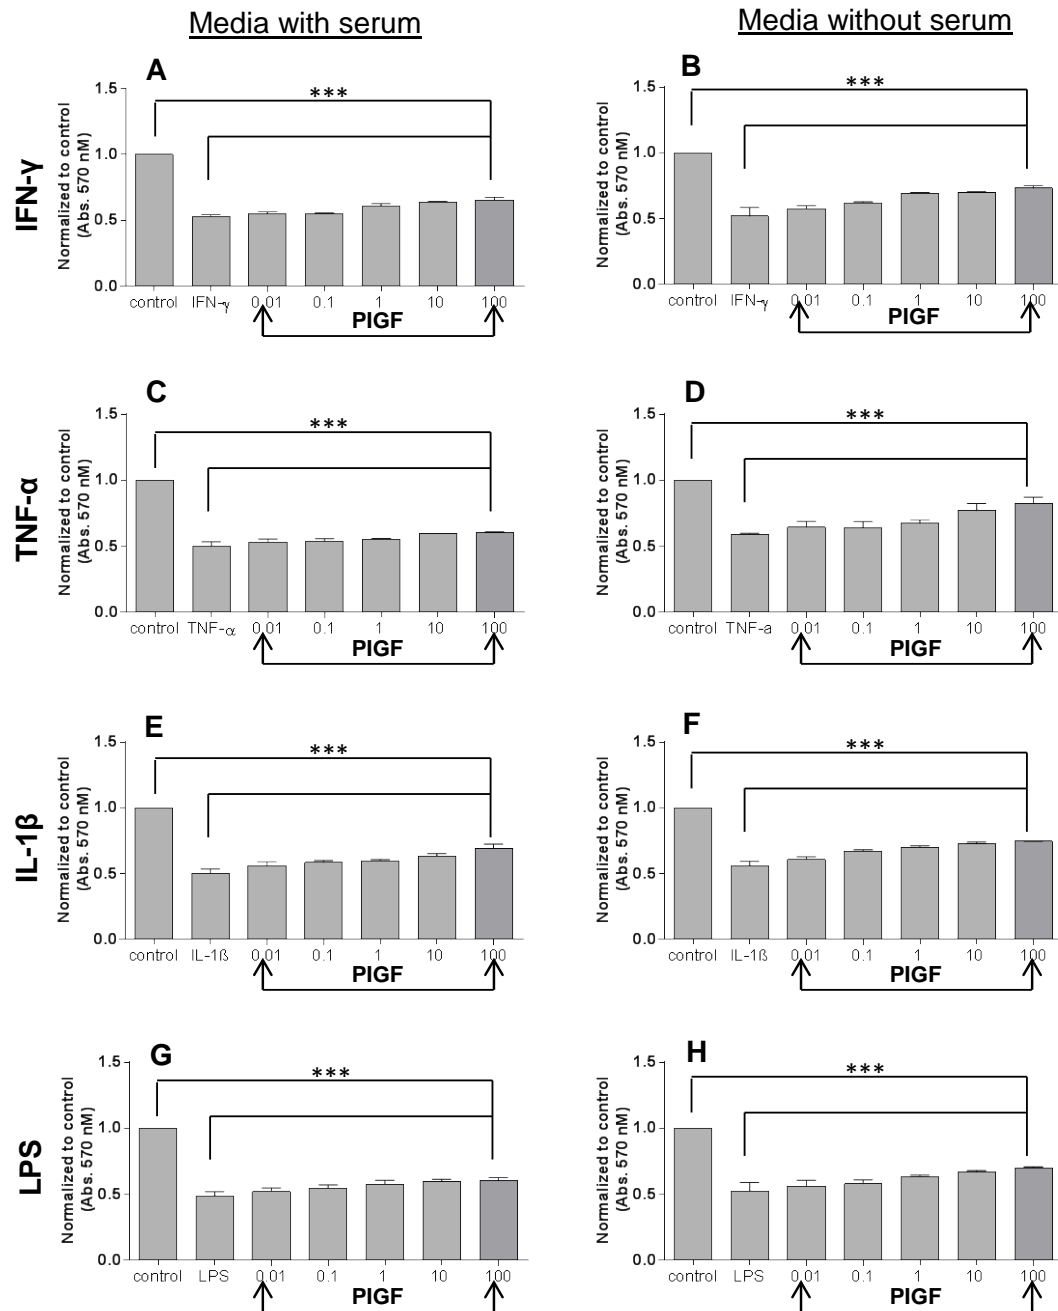 Media with serum
Media without serum
IFN-γ
A
Normalized to control
(Abs. 570 nM)
1.5
1.0
0.5
0.0
***
control IFN-γ 0.01 0.1 1 10 100
PIGF
B
Normalized to control
(Abs. 570 nM)
1.5
1.0
0.5
0.0
***
control IFN-γ 0.01 0.1 1 10 100
PIGF
TNF-α
C
Normalized to control
(Abs. 570 nM)
1.5
1.0
0.5
0.0
***
control TNF-α 0.01 0.1 1 10 100
PIGF
D
Normalized to control
(Abs. 570 nM)
1.5
1.0
0.5
0.0
***
control TNF-a 0.01 0.1 1 10 100
PIGF
IL-1β
E
Normalized to control
(Abs. 570 nM)
1.5
1.0
0.5
0.0
***
control IL-1ß 0.01 0.1 1 10 100
PIGF
F
Normalized to control
(Abs. 570 nM)
1.5
1.0
0.5
0.0
***
control IL-1ß 0.01 0.1 1 10 100
PIGF
LPS
G
Normalized to control
(Abs. 570 nM)
1.5
1.0
0.5
0.0
***
control LPS 0.01 0.1 1 10 100
PIGF
H
Normalized to control
(Abs. 570 nM)
1.5
1.0
0.5
0.0
***
control LPS 0.01 0.1 1 10 100
PIGF